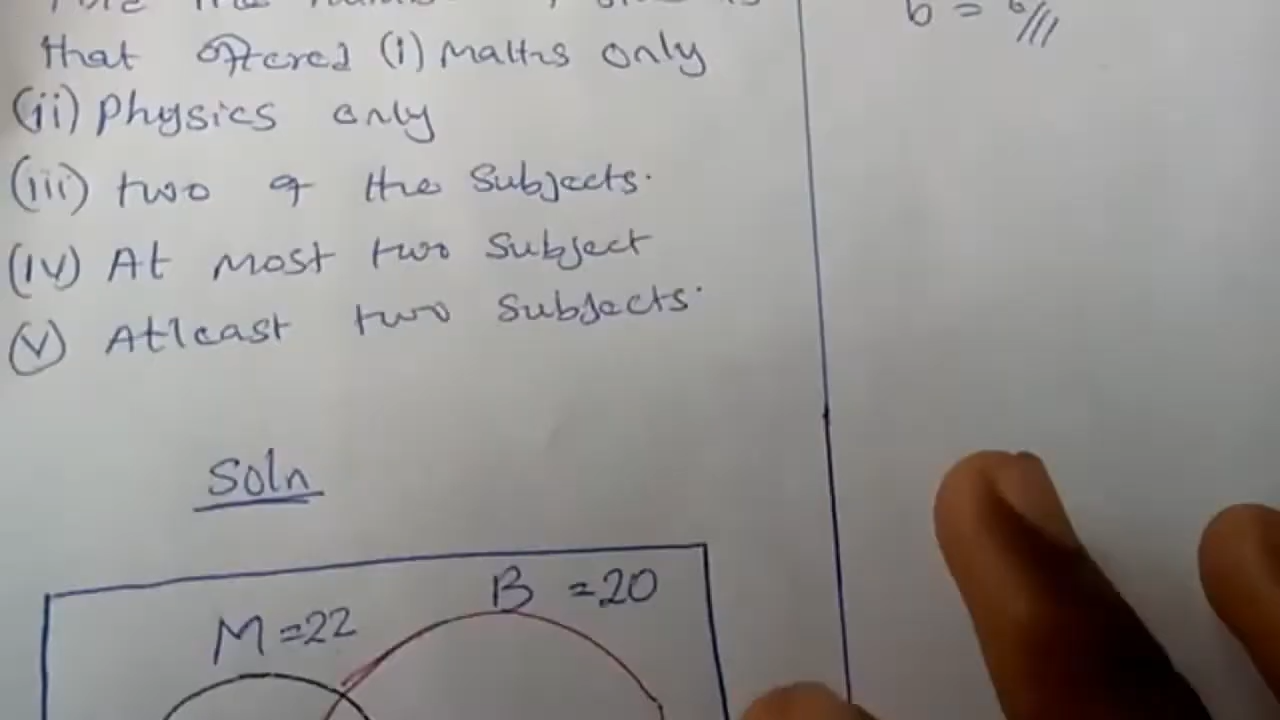 that offered (i) Maths only
(ii) Physics only
(iii) two of the Subjects.
(iv) At most two Subject
(v) Atleast two Subjects.
Soln
M =22
B =20
b = 6